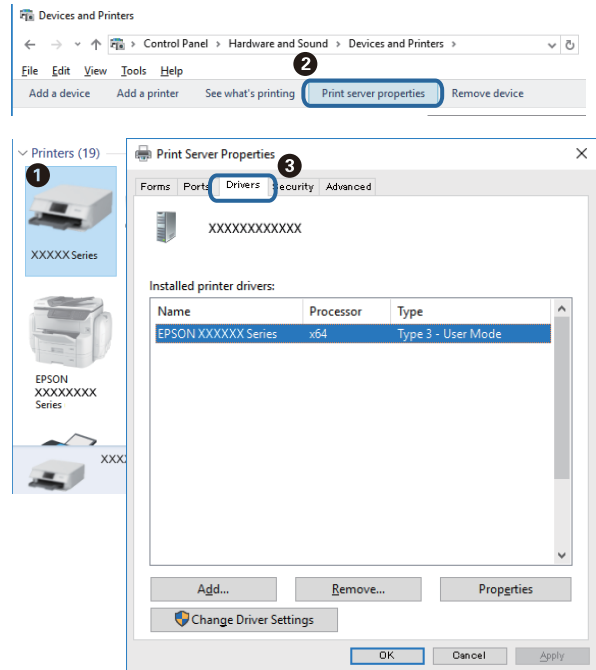 Devices and Printers
Control Panel > Hardware and Sound > Devices and Printers >
2
File Edit View Tools Help
Add a device Add a printer See what's printing Print server properties Remove device
Printers (19)
1
XXXXX Series
EPSON
XXXXXXXX
Series
XXX
Print Server Properties
3
Forms Ports Drivers Security Advanced
XXXXXXXXXXXX
Installed printer drivers:
Name Processor Type
EPSON XXXXXX Series x64 Type 3 - User Mode
Add... Remove... Properties
Change Driver Settings
OK Cancel Apply